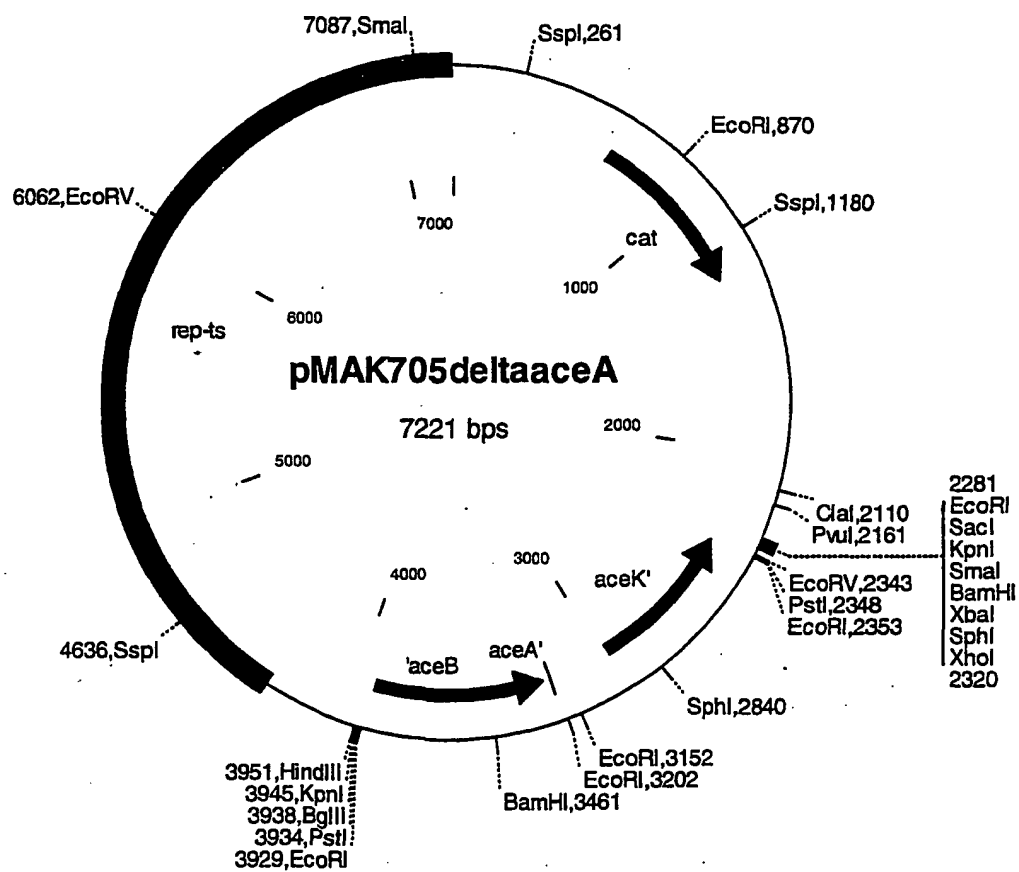 7087,SmaI
SspI,261
EcoRI,870
6062,EcoRV
SspI,1180
7000
cat
1000
6000
rep-ts
pMAK705deltaaceA
7221 bps
2000
5000
2281
ClaI,2110
EcoRI
PvuI,2161
SacI
KpnI
SmaI
BamHI
XbaI
SphI
XhoI
2320
3000
aceK'
4000
EcoRV,2343
PstI,2348
EcoRI,2353
4636,SspI
'aceB
aceA'
SphI,2840
3951,HindIII
3945,KpnI
3938,BglII
3934,PstI
3929,EcoRI
EcoRI,3152
EcoRI,3202
BamHI,3461